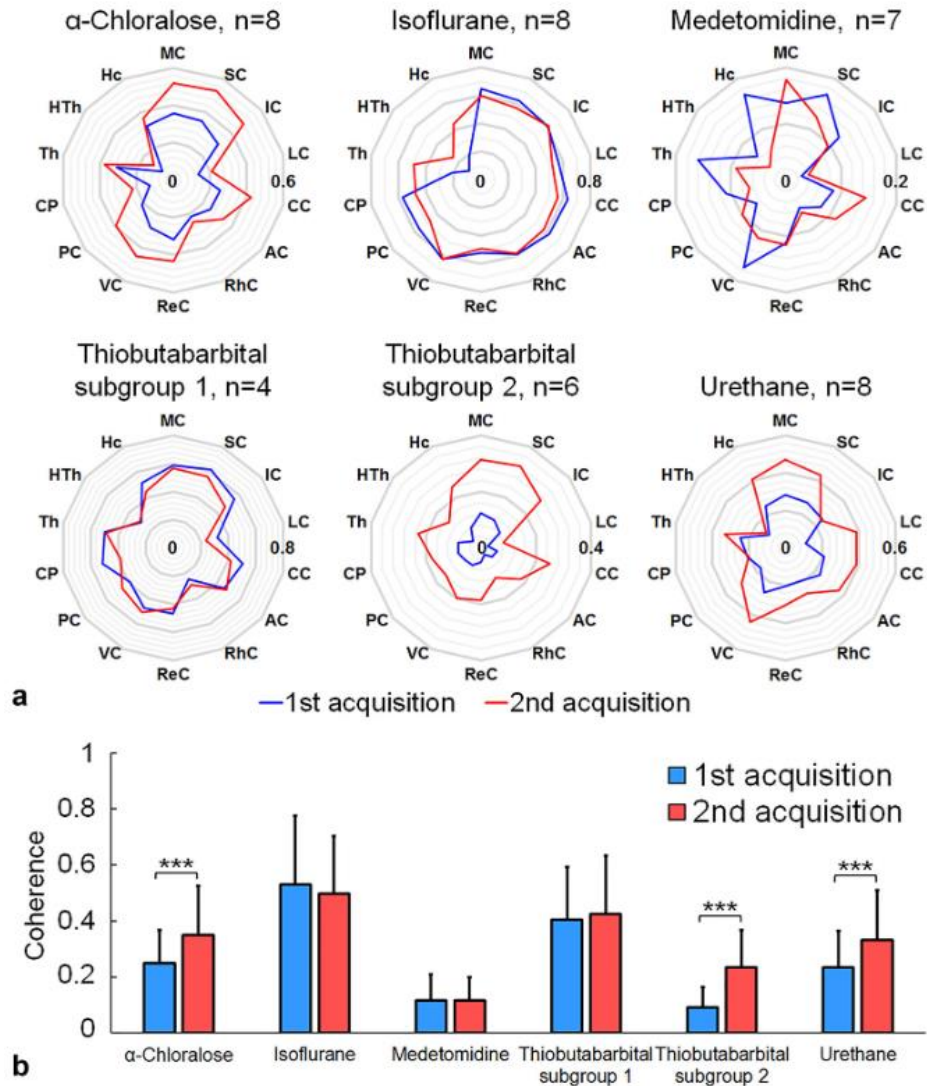 α-Chloralose, n=8
MC
SC
IC
LC
CC
AC
RhC
ReC
VC
PC
CP
Th
HTh
Hc
0
0.6
Isoflurane, n=8
MC
SC
IC
LC
CC
AC
RhC
ReC
VC
PC
CP
Th
HTh
Hc
0
0.8
Medetomidine, n=7
MC
SC
IC
LC
CC
AC
RhC
ReC
VC
PC
CP
Th
HTh
Hc
0
0.2
Thiobutabarbital
subgroup 1, n=4
MC
SC
IC
LC
CC
AC
RhC
ReC
VC
PC
CP
Th
HTh
Hc
0
0.8
Thiobutabarbital
subgroup 2, n=6
MC
SC
IC
LC
CC
AC
RhC
ReC
VC
PC
CP
Th
HTh
Hc
0
0.4
Urethane, n=8
MC
SC
IC
LC
CC
AC
RhC
ReC
VC
PC
CP
Th
HTh
Hc
0
0.6
a
1st acquisition
2nd acquisition
Coherence
1
0.8
0.6
0.4
0.2
0
1st acquisition
2nd acquisition
***
***
***
α-Chloralose
Isoflurane
Medetomidine
Thiobutabarbital
subgroup 1
Thiobutabarbital
subgroup 2
Urethane
b